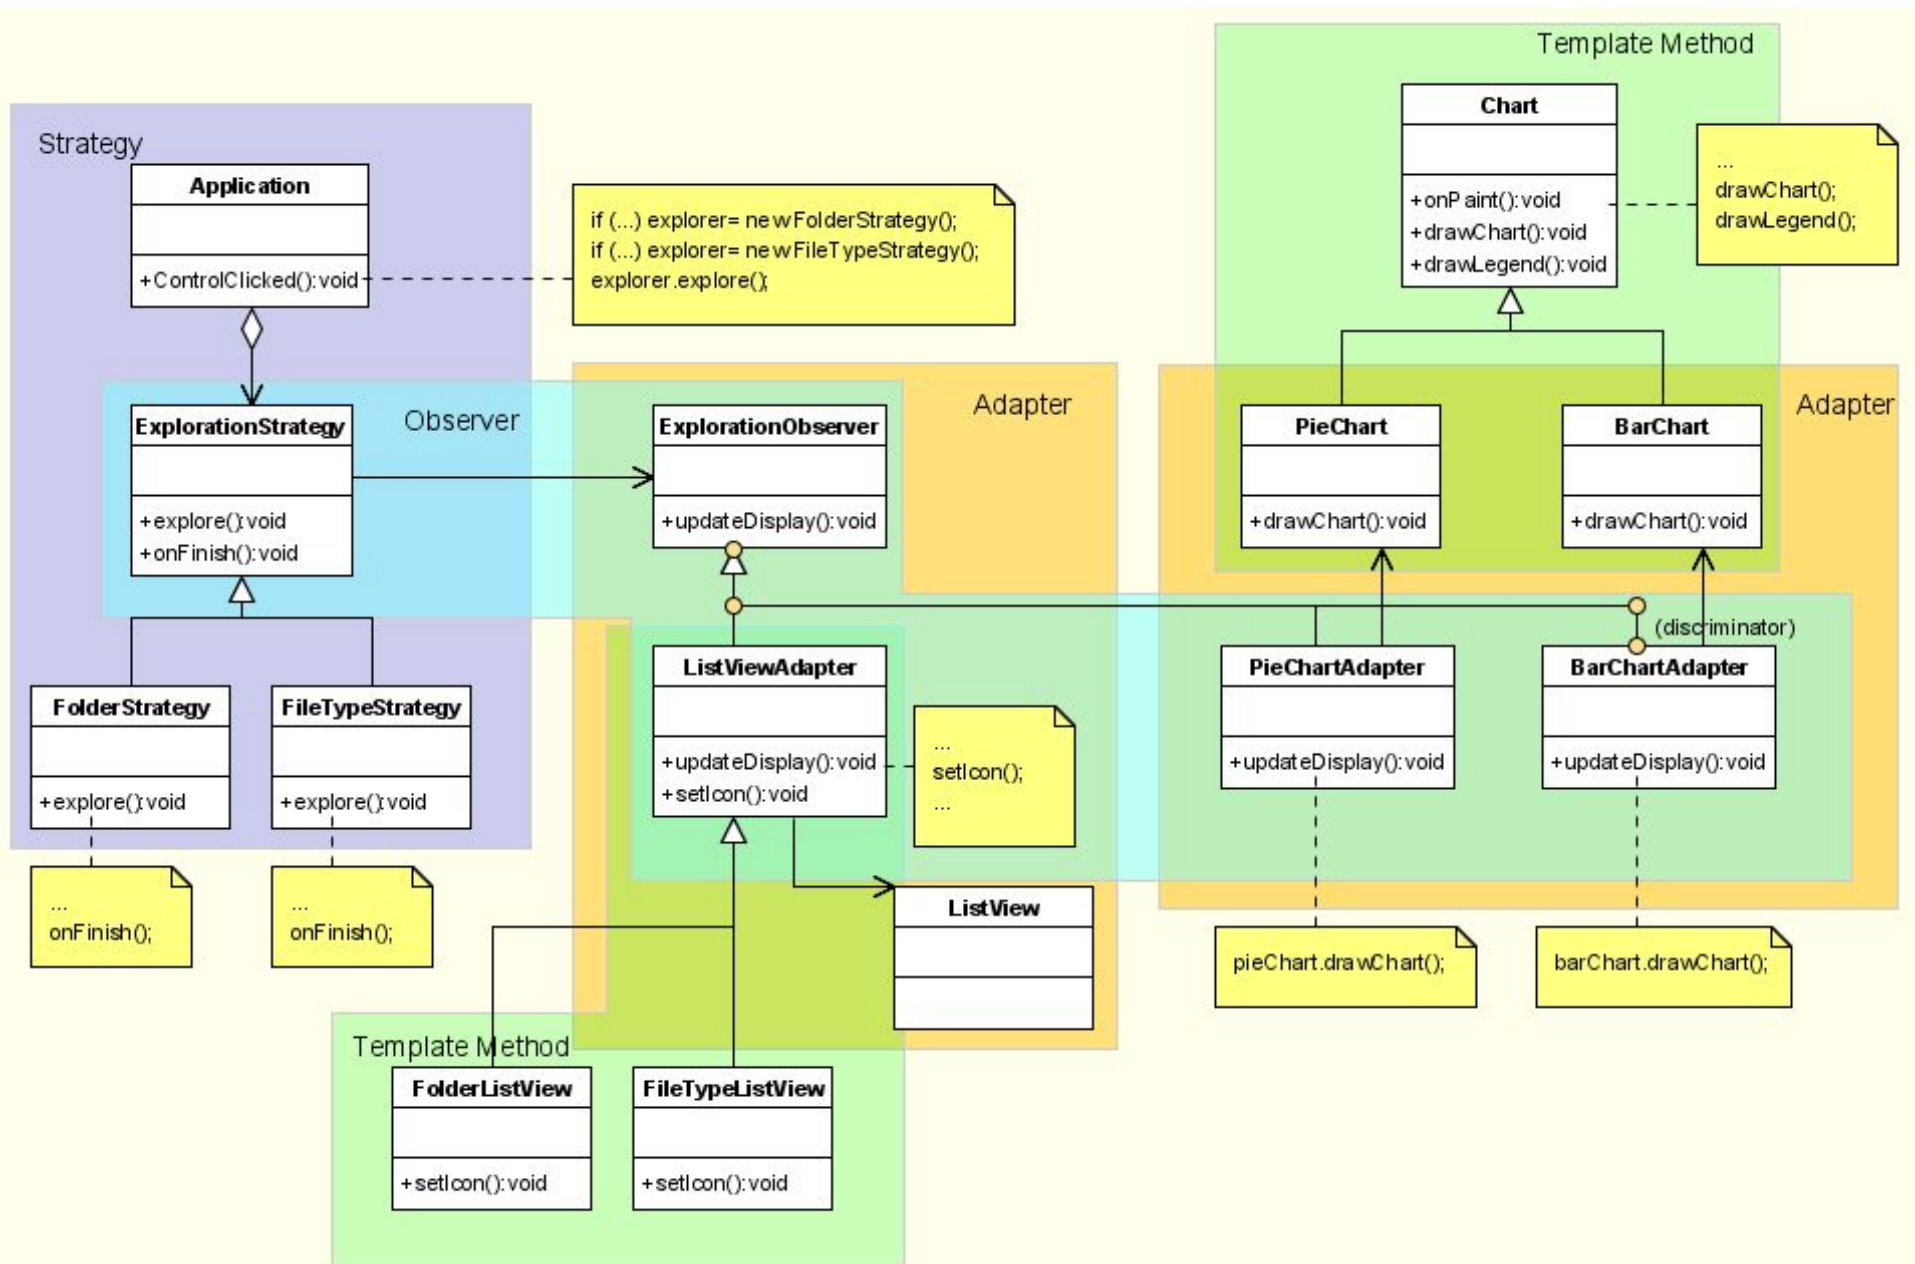 Template Method
Chart
+onPaint():void
+drawChart():void
+drawLegend():void
...
drawChart();
drawLegend();
Strategy
Application
+ControlClicked():void
if (...) explorer= new FolderStrategy();
if (...) explorer= new FileTypeStrategy();
explorer.explore();
Observer
Adapter
Adapter
ExplorationStrategy
+explore():void
+onFinish():void
ExplorationObserver
+updateDisplay():void
PieChart
+drawChart():void
BarChart
+drawChart():void
(discriminator)
FolderStrategy
+explore():void
FileTypeStrategy
+explore():void
ListViewAdapter
+updateDisplay():void
+setIcon():void
...
setIcon();
...
PieChartAdapter
+updateDisplay():void
BarChartAdapter
+updateDisplay():void
...
onFinish();
...
onFinish();
ListView
pieChart.drawChart();
barChart.drawChart();
Template Method
FolderListView
+setIcon():void
FileTypeListView
+setIcon():void